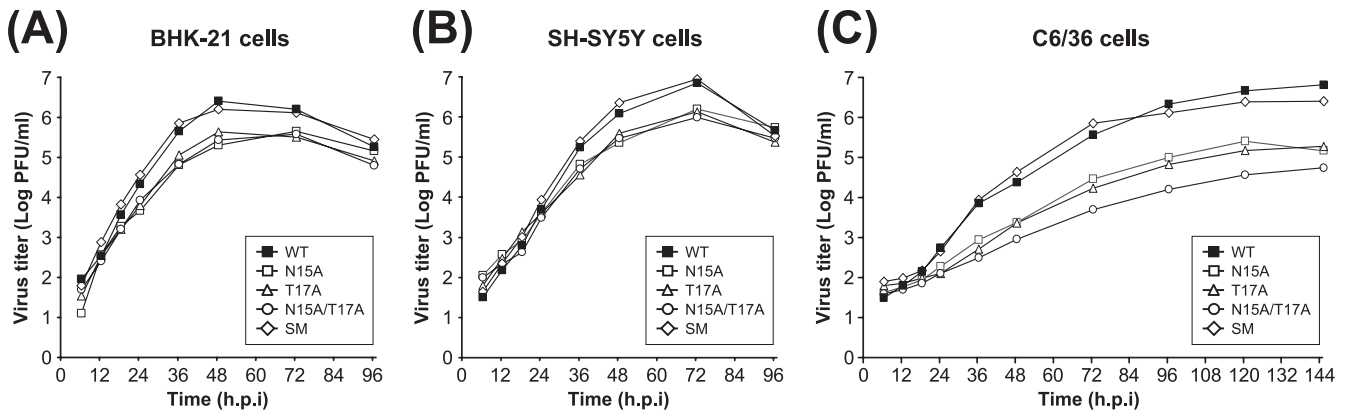 (A) BHK-21 cells
Virus titer (Log PFU/ml)
7
6
5
4
3
2
1
0
0 12 24 36 48 60 72 84 96
Time (h.p.i)
WT
N15A
T17A
N15A/T17A
SM
(B) SH-SY5Y cells
Virus titer (Log PFU/ml)
7
6
5
4
3
2
1
0
0 12 24 36 48 60 72 84 96
Time (h.p.i)
WT
N15A
T17A
N15A/T17A
SM
(C) C6/36 cells
Virus titer (Log PFU/ml)
7
6
5
4
3
2
1
0
0 12 24 36 48 60 72 84 96 108 120 132 144
Time (h.p.i)
WT
N15A
T17A
N15A/T17A
SM